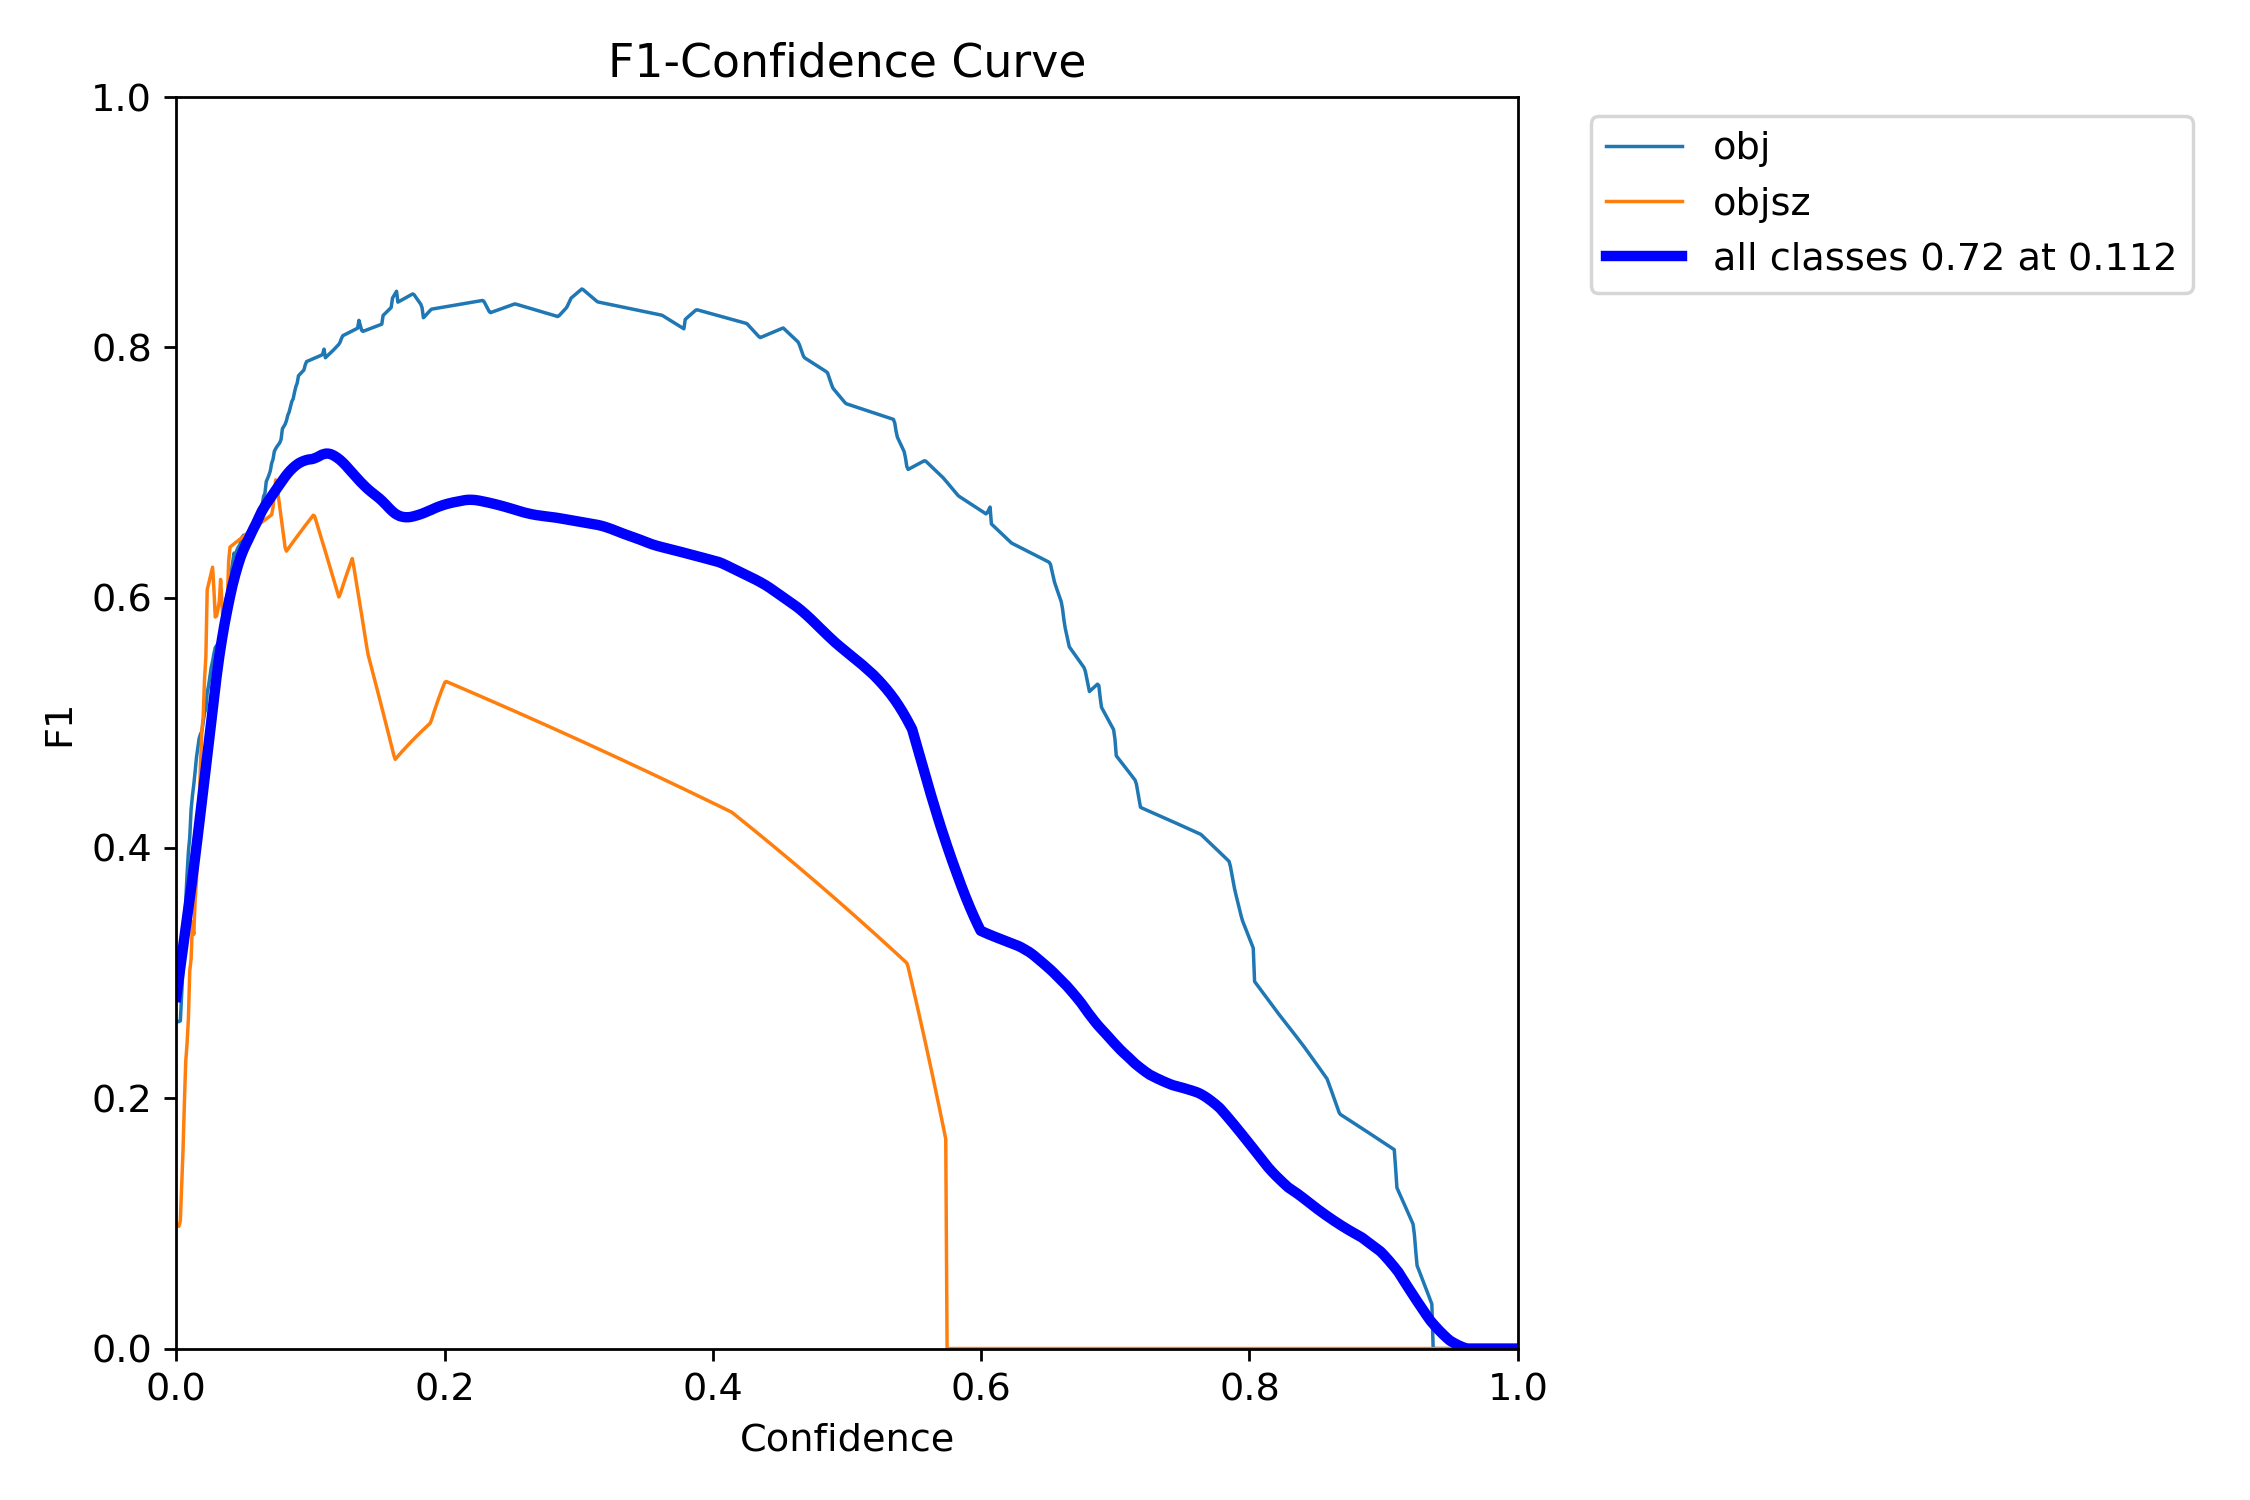 F1-Confidence Curve
1.0
0.8
0.6
0.4
0.2
0.0
F1
0.0 0.2 0.4 0.6 0.8 1.0
Confidence
obj
objsz
all classes 0.72 at 0.112